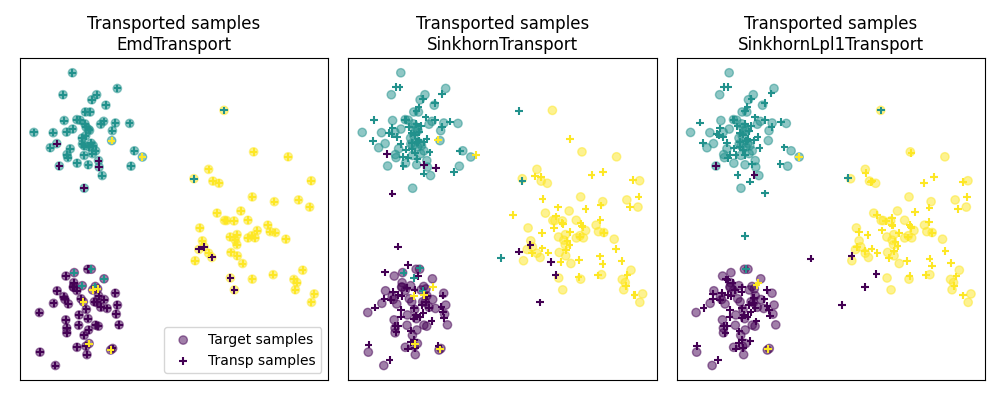 Transported samples
EmdTransport
Transported samples
SinkhornTransport
Transported samples
SinkhornLpl1Transport
Target samples
Transp samples